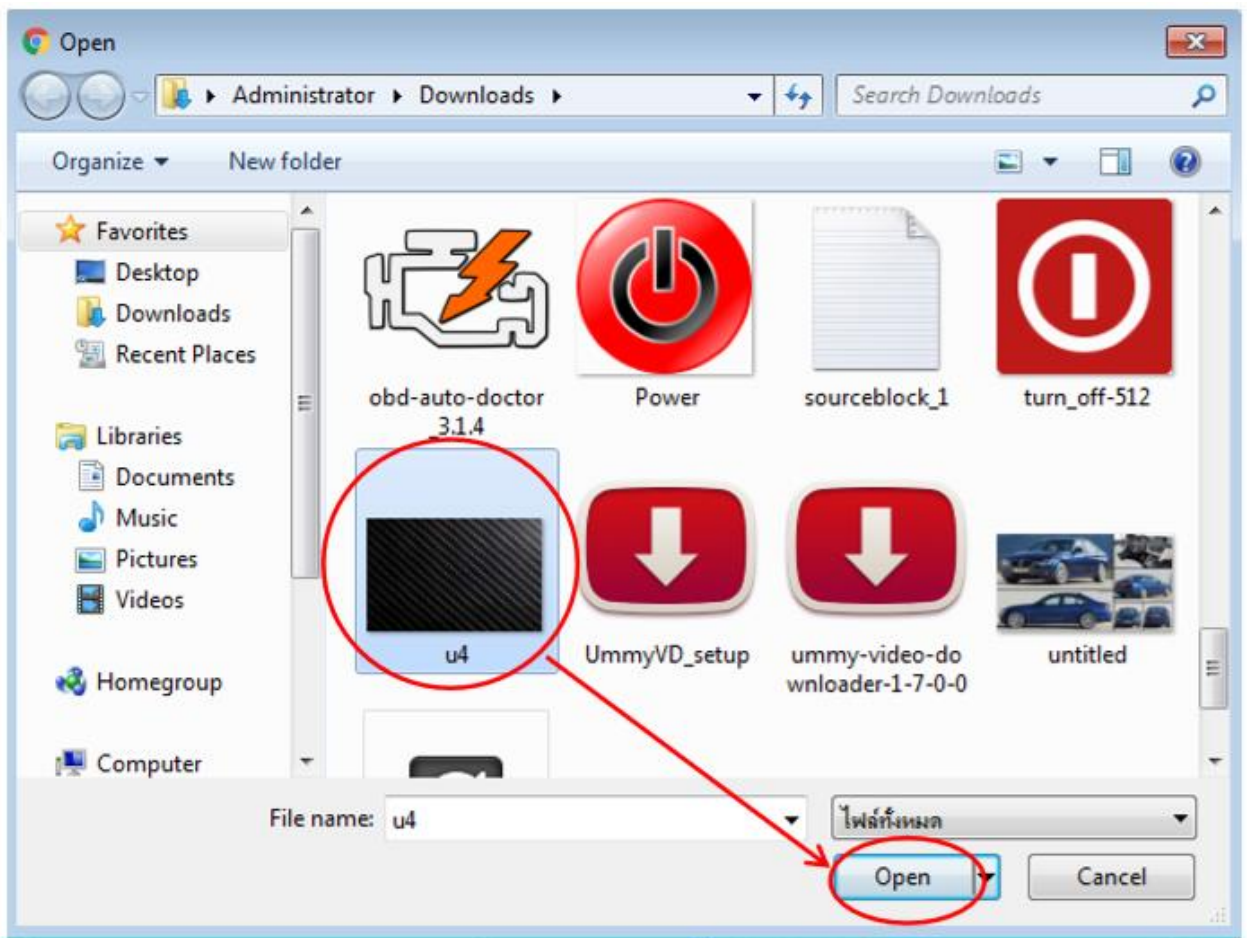 Open
Administrator
Downloads
Search Downloads
Organize
New folder
Favorites
Desktop
Downloads
Recent Places
Libraries
Documents
Music
Pictures
Videos
Homegroup
Computer
obd-auto-doctor
_3.1.4
Power
sourceblock_1
turn_off-512
u4
UmmyVD_setup
ummy-video-do
wnloader-1-7-0-0
untitled
File name: u4
ไฟล์ทั้งหมด
Open
Cancel